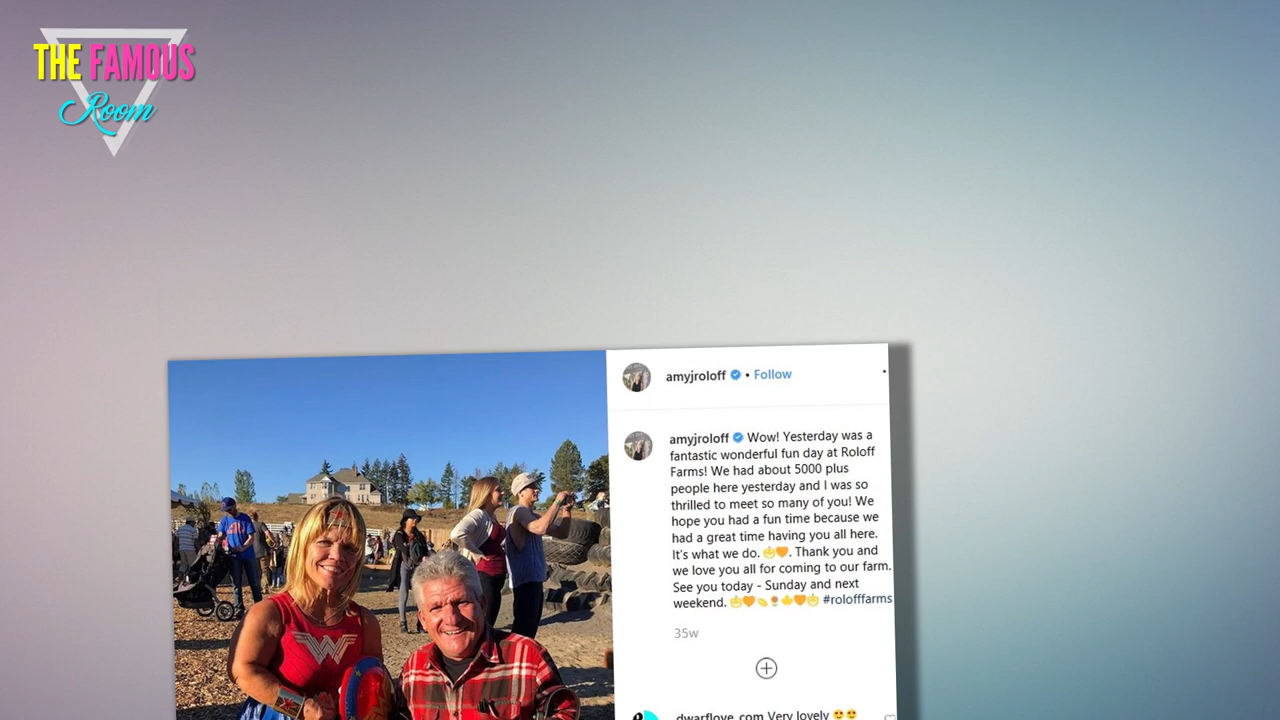 THE FAMOUS
Room
amyjroloff • Follow
amyjroloff Wow! Yesterday was a
fantastic wonderful fun day at Roloff
Farms! We had about 5000 plus
people here yesterday and I was so
thrilled to meet so many of you! We
hope you had a fun time because we
had a great time having you all here.
It's what we do. 🎃🧡. Thank you and
we love you all for coming to our farm.
See you today - Sunday and next
weekend. 🎃🧡🌽🌻🍁🧡🎃 #rolofffarms
35w
dwarflove_com Very lovely 😍😍